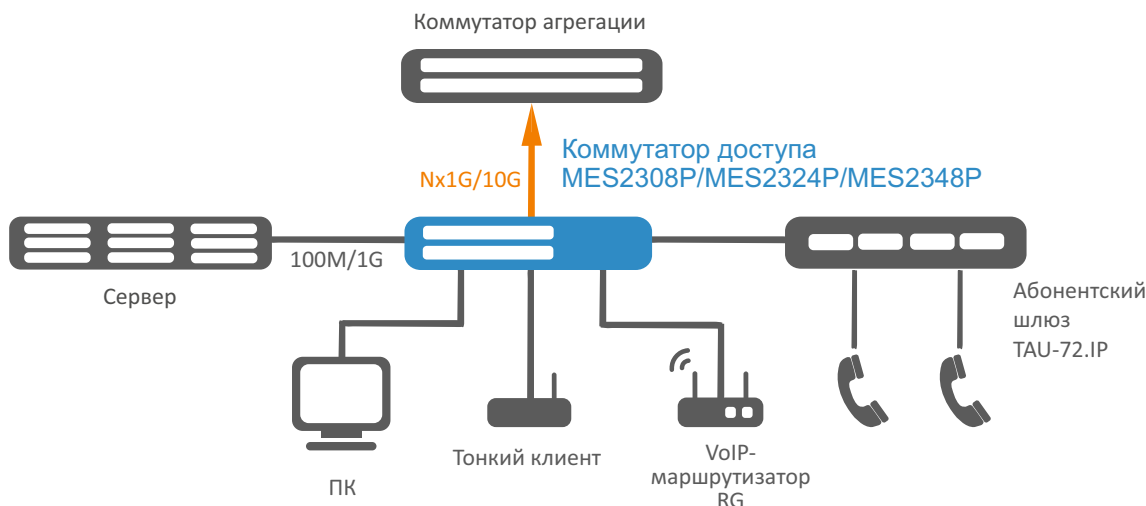 Коммутатор агрегации
Коммутатор доступа
Nx1G/10G
MES2308P/MES2324P/MES2348P
100M/1G
Сервер
Абонентский
шлюз
TAU-72.IP
ПК
Тонкий клиент
VoIP-
маршрутизатор
RG